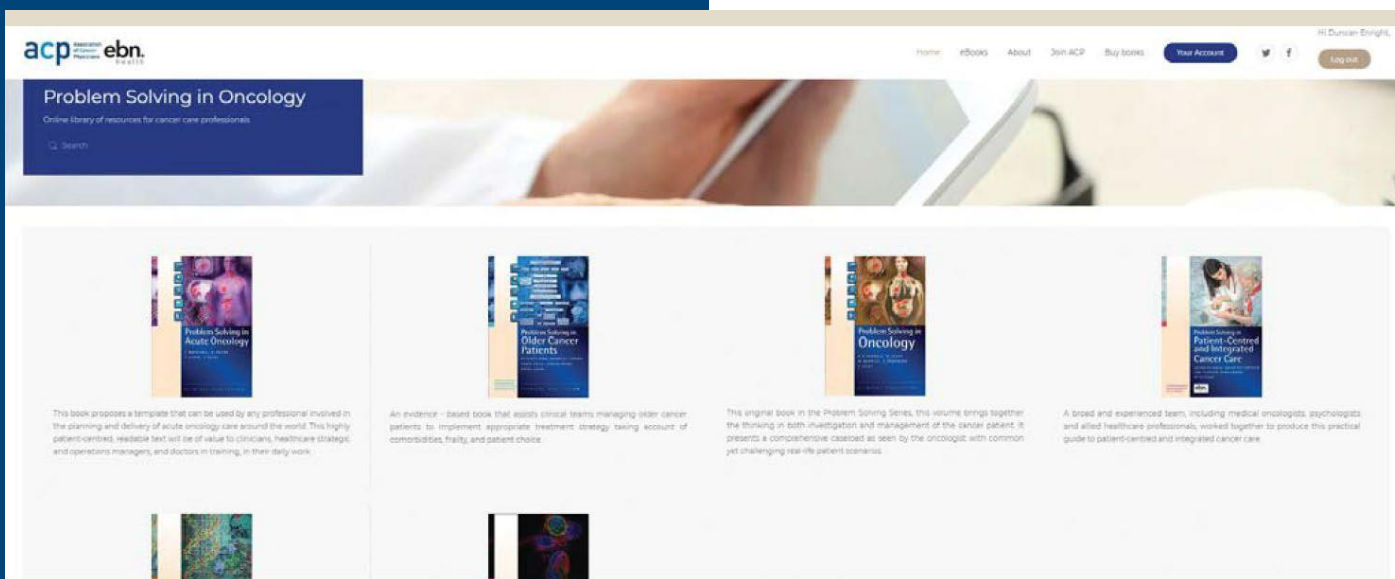 Hi Duncan Enright,
acp Association of Cancer Physicians ebn. health
Home eBooks About Join ACP Buy books Your Account Log out
Problem Solving in Oncology
Online library of resources for cancer care professionals
Search
Problem Solving in
Acute Oncology
Problem Solving in
Older Cancer
Patients
Problem Solving in
Oncology
Problem Solving in
Patient-Centred
and Integrated
Cancer Care
ebn.
This book proposes a template that can be used by any professional involved in
the planning and delivery of acute oncology care around the world. This highly
patient-centred, readable text will be of value to clinicians, healthcare strategic
and operations managers, and doctors in training, in their daily work.
An evidence - based book that assists clinical teams managing older cancer
patients to implement appropriate treatment strategy taking account of
comorbidities, frailty, and patient choice.
This original book in the Problem Solving Series, this volume brings together
the thinking in both investigation and management of the cancer patient. It
presents a comprehensive casebook as seen by the oncologist with common
yet challenging real-life patient scenarios.
A broad and experienced team, including medical oncologists, psychologists
and allied healthcare professionals, worked together to produce this practical
guide to patient-centred and integrated cancer care.